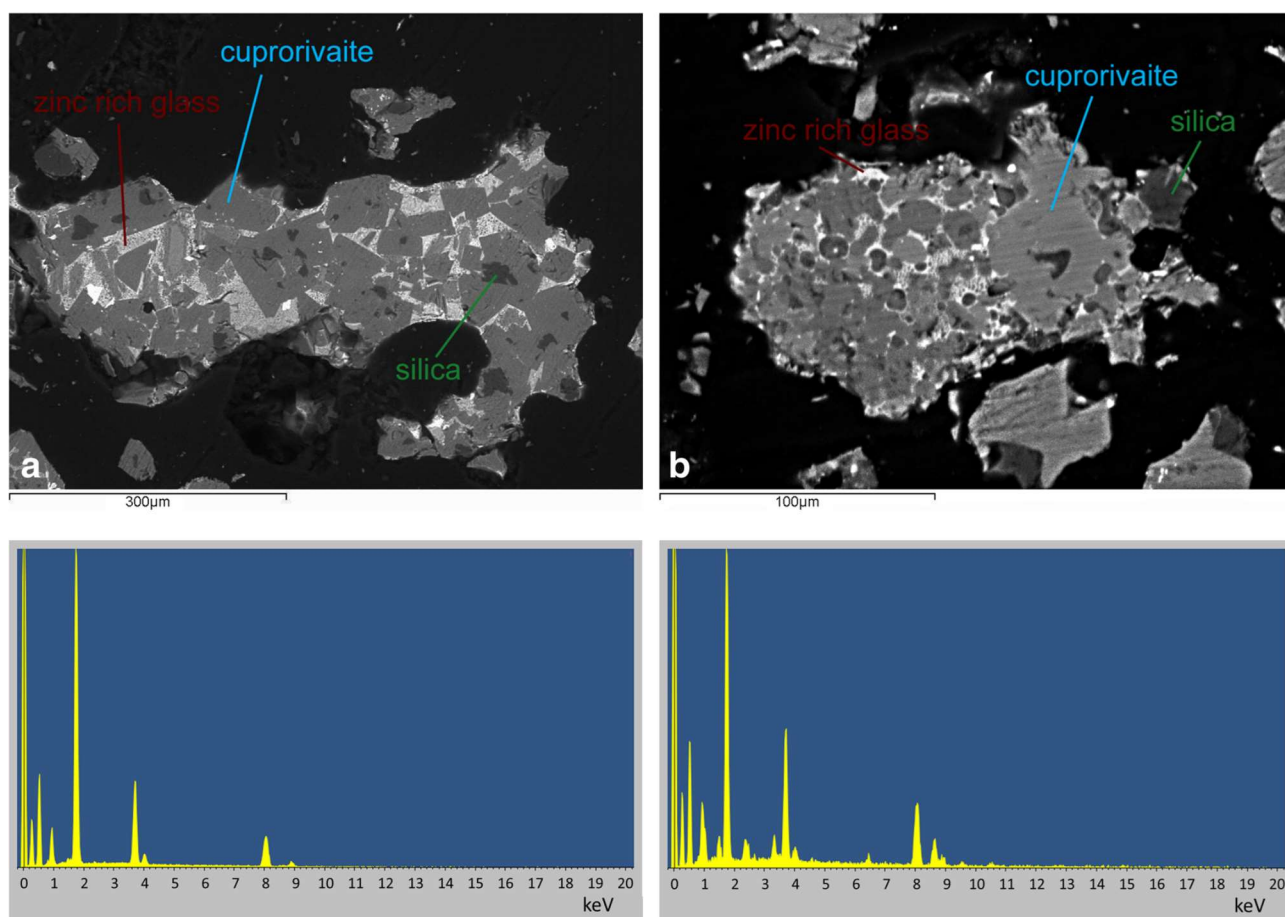 cuprorivaite
zinc rich glass
silica
a
300µm
cuprorivaite
zinc rich glass
silica
b
100µm
0 1 2 3 4 5 6 7 8 9 10 11 12 13 14 15 16 17 18 19 20
keV
0 1 2 3 4 5 6 7 8 9 10 11 12 13 14 15 16 17 18 19 20
keV